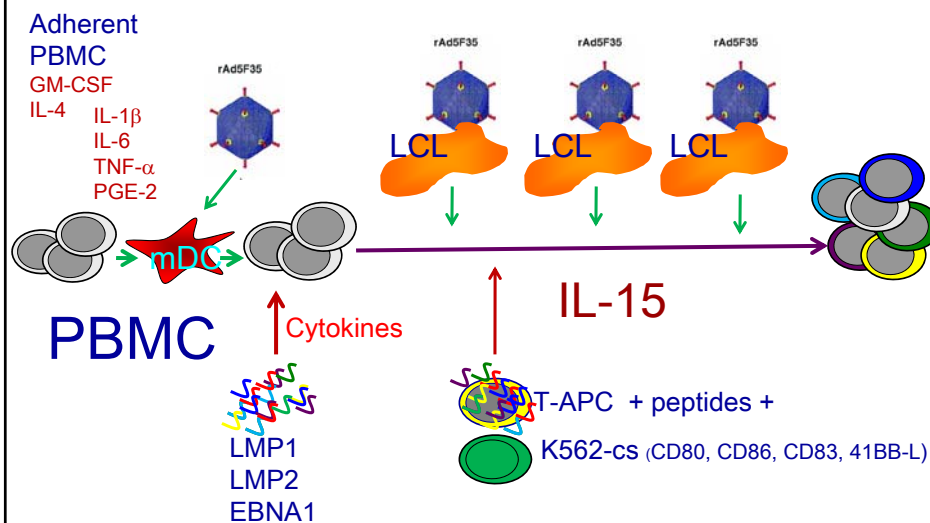 Adherent
PBMC
GM-CSF
IL-4
IL-1β
IL-6
TNF-α
PGE-2
rAd5F35
rAd5F35
rAd5F35
rAd5F35
LCL
LCL
LCL
mDC
PBMC
Cytokines
IL-15
LMP1
LMP2
EBNA1
T-APC + peptides +
K562-cs (CD80, CD86, CD83, 41BB-L)